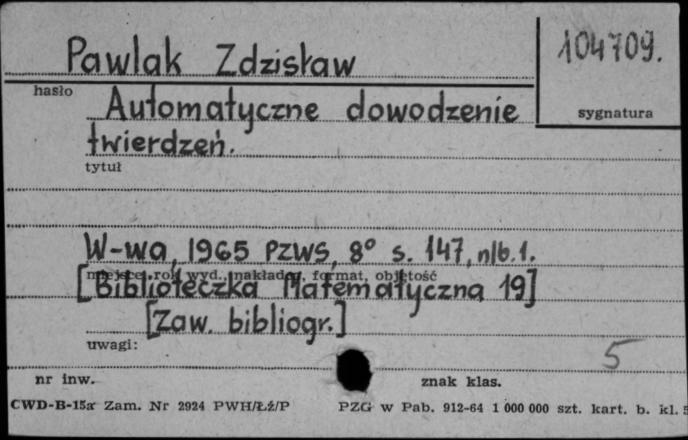 Pawlak Zdzisław
104709.
hasło
sygnatura
Automatyczne dowodzenie
twierdzeń.
tytuł
W-wa, 1965 PZWS, 8° s. 147, nlb. 1.
miejsce, rok wyd., nakładca, format, objętość
[Biblioteczka Matematyczna 19]
[Zaw. bibliogr.]
uwagi:
5
nr inw.
znak klas.
CWD-B-15a Zam. Nr 2924 PWH/Łź/P
PZG w Pab. 912-64 1 000 000 szt. kart. b. kl. 5